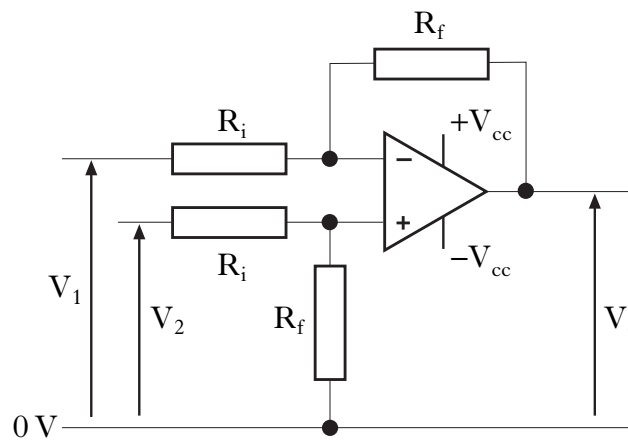 R_f
R_i
+V_cc
−
+
R_i
−V_cc
V_1
V_2
R_f
V
0 V